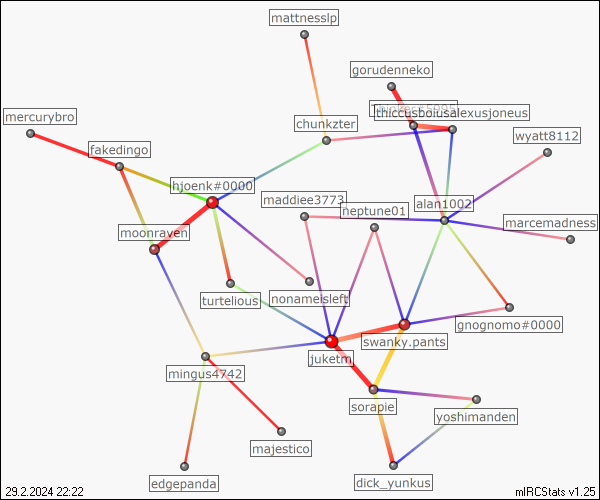 mattnesslp
gorudenneko
thiccusboiusalexusjoneus
mercurybro
chunkzter
wyatt8112
fakedingo
hjoenk#0000
maddiee3773
neptune01
alan1002
marcemadness
moonraven
turtelious
nonameisleft
gnognomo#0000
swanky.pants
juketm
mingus4742
sorapie
yoshimanden
majestico
edgepanda
dick_yunkus
29.2.2024 22:22
mIRCStats v1.25